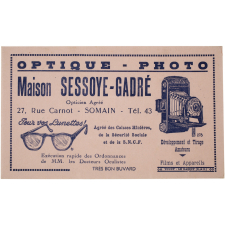 OPTIQUE - PHOTO
Maison SESSOYE-GADRÉ
Opticien Agréé
27, Rue Carnot - SOMAIN - Tél. 43
Pour vos Lunettes!
Agréé des Caisses Minières,
de la Sécurité Sociale
et de la S.N.C.F.
Exécution rapide des Ordonnances
de MM. les Docteurs Oculistes
TRÈS BON BUVARD
Développement et Tirage
Amateurs
Films et Appareils